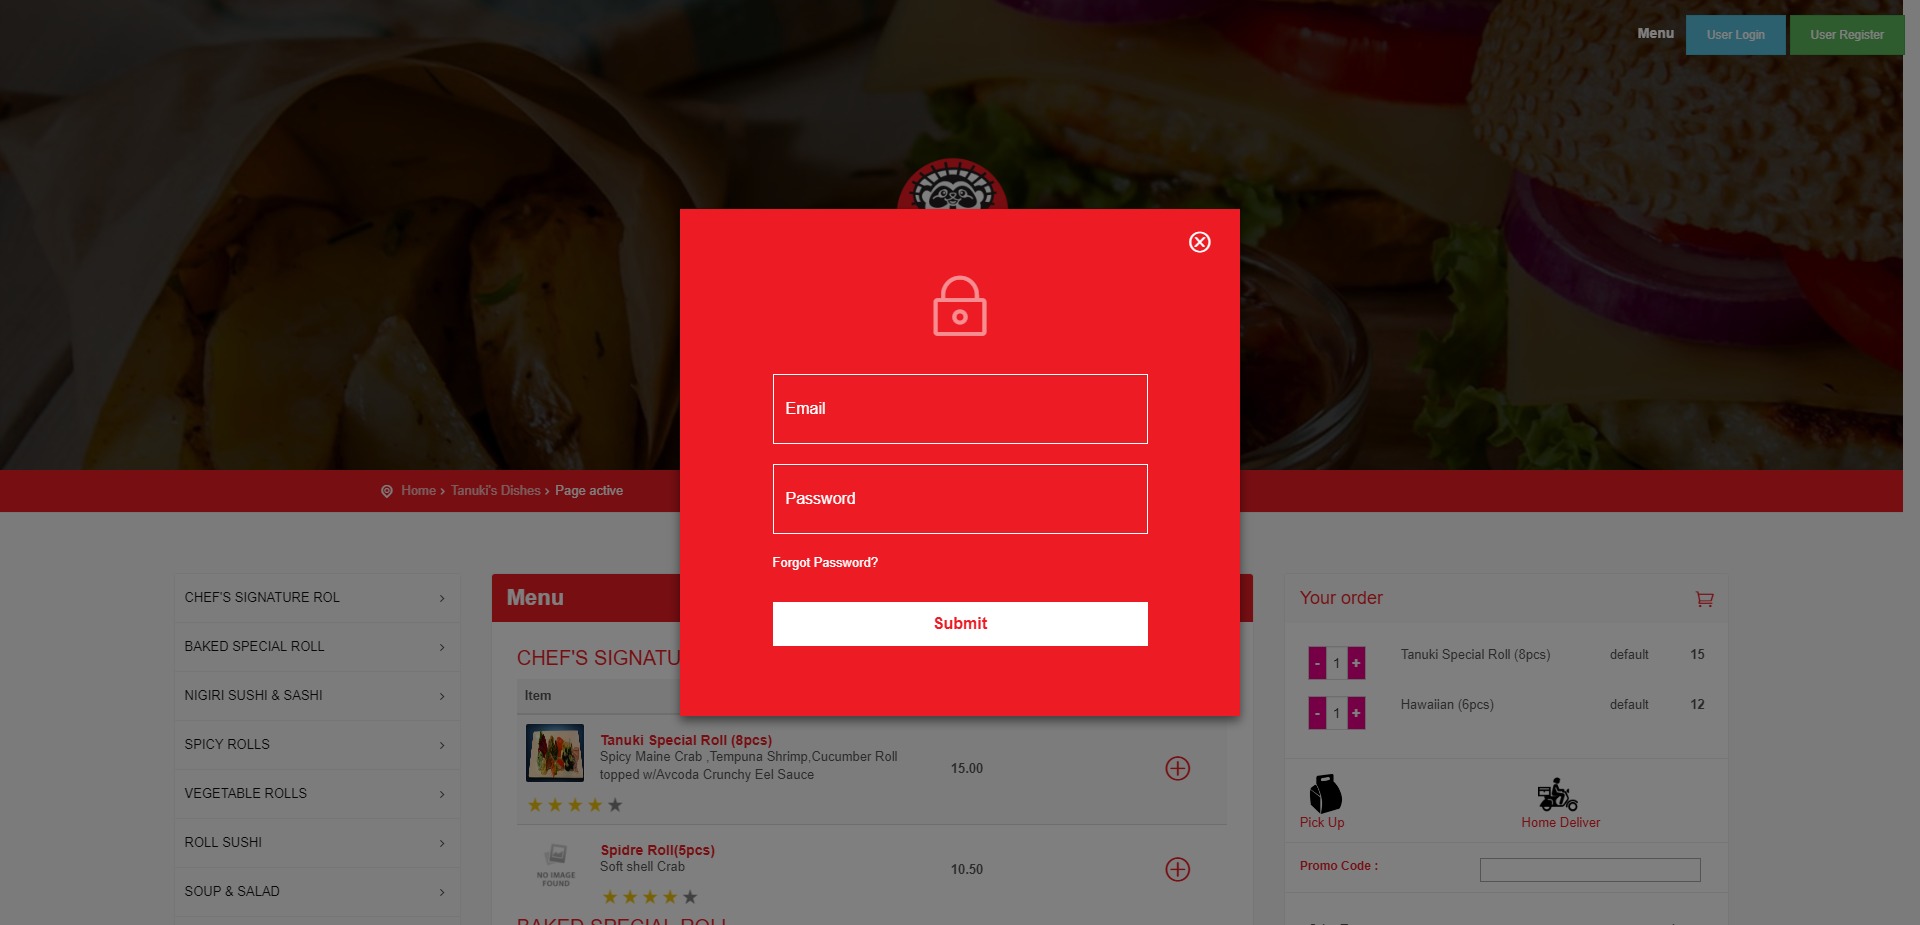 Menu
User Login
User Register
Email
Password
Forgot Password?
Submit
Home › Tanuki's Dishes › Page active
CHEF'S SIGNATURE ROL
BAKED SPECIAL ROLL
NIGIRI SUSHI & SASHI
SPICY ROLLS
VEGETABLE ROLLS
ROLL SUSHI
SOUP & SALAD
Menu
CHEF'S SIGNATU
Item
Tanuki Special Roll (8pcs)
Spicy Maine Crab ,Tempuna Shrimp,Cucumber Roll
topped w/Avcoda Crunchy Eel Sauce
15.00
NO IMAGE
FOUND
Spidre Roll(5pcs)
Soft shell Crab
10.50
BAKED SPECIAL ROLL
Your order
- 1 + Tanuki Special Roll (8pcs) default 15
- 1 + Hawaiian (6pcs) default 12
Pick Up
Home Deliver
Promo Code :